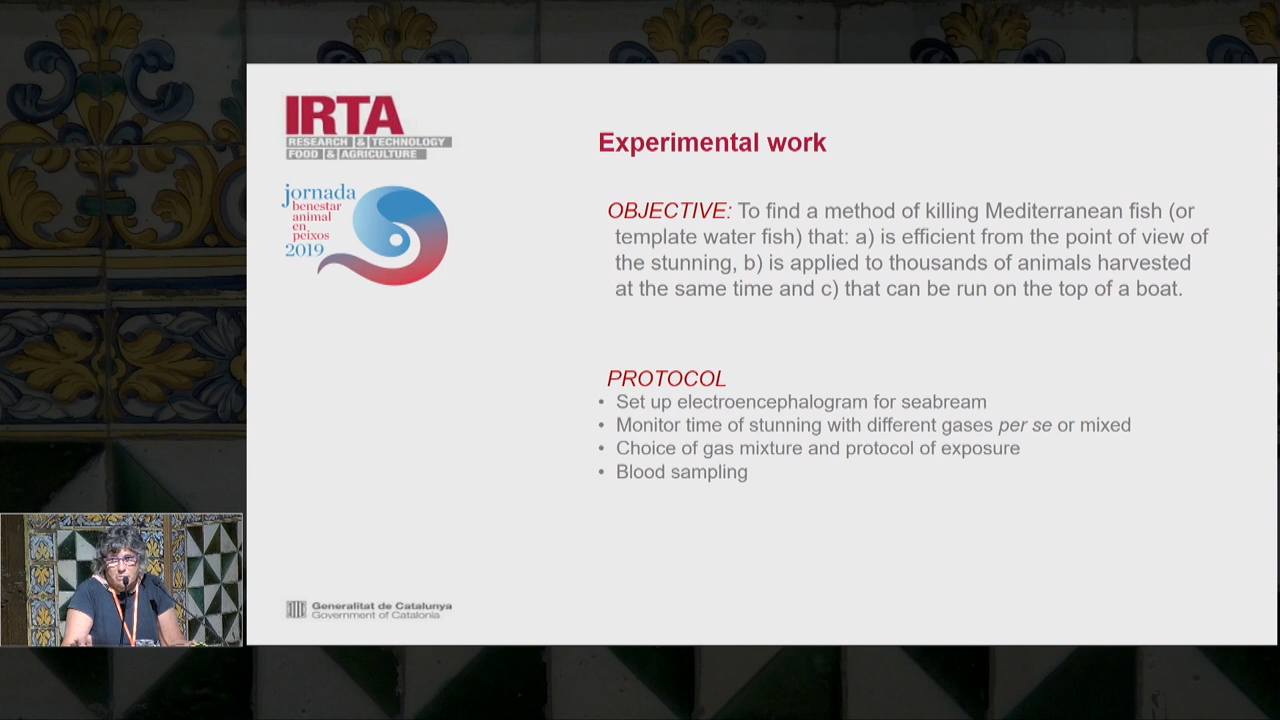 IRTA
RESEARCH & TECHNOLOGY
FOOD & AGRICULTURE
jornada
benestar
animal
en
peixos
2019
Experimental work
OBJECTIVE: To find a method of killing Mediterranean fish (or
template water fish) that: a) is efficient from the point of view of
the stunning, b) is applied to thousands of animals harvested
at the same time and c) that can be run on the top of a boat.
PROTOCOL
• Set up electroencephalogram for seabream
• Monitor time of stunning with different gases per se or mixed
• Choice of gas mixture and protocol of exposure
• Blood sampling
Generalitat de Catalunya
Government of Catalonia